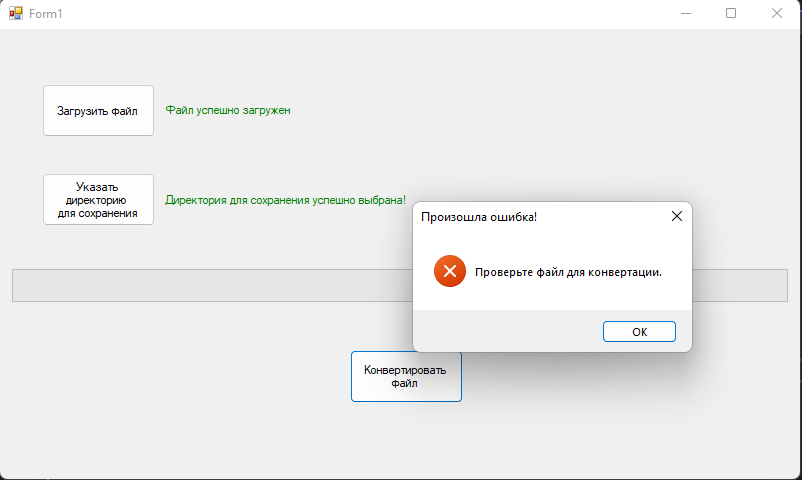 Form1
Загрузить файл
Файл успешно загружен
Указать
директорию
для сохранения
Директория для сохранения успешно выбрана!
Произошла ошибка!
Проверьте файл для конвертации.
OK
Конвертировать
файл